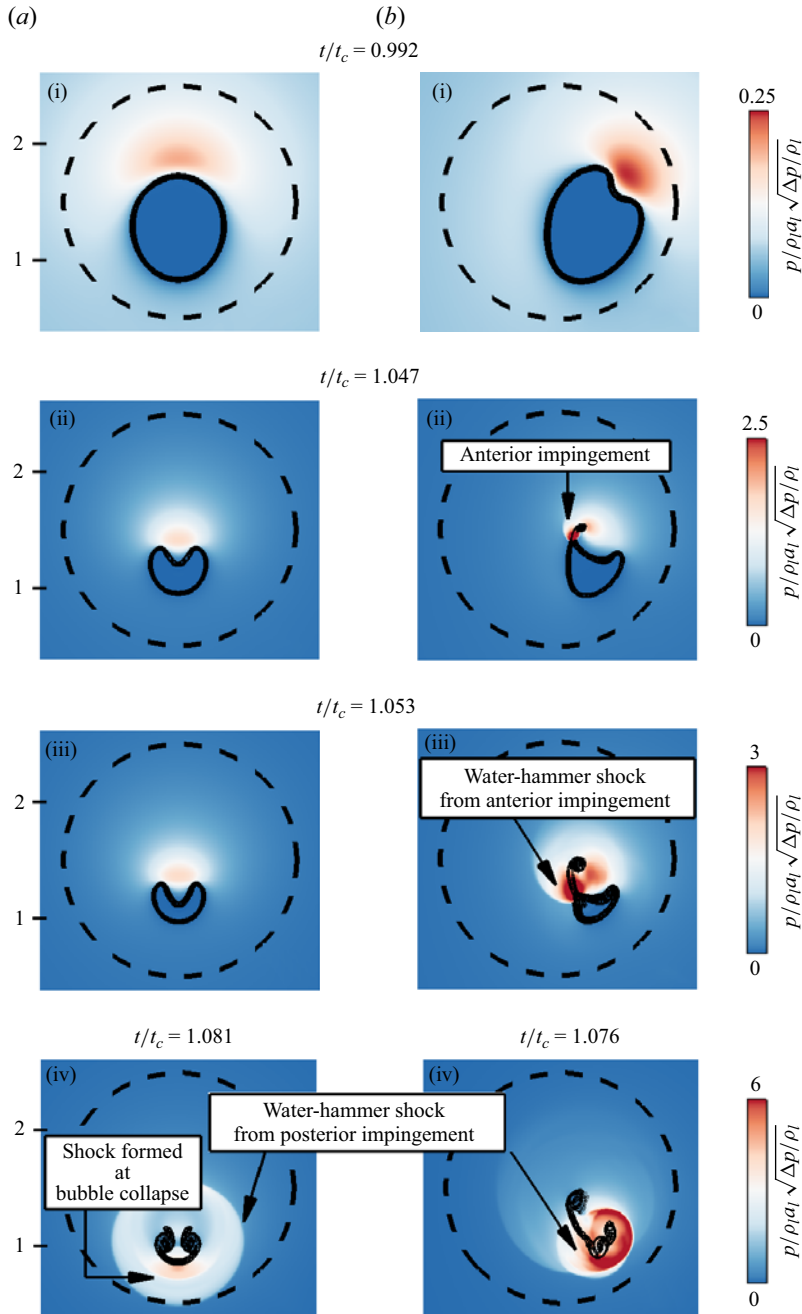 (a) (b)
t/t_c = 0.992
(i) (i)
2
1
0.25
p/ρ_l a_l √Δp/ρ_l
0
t/t_c = 1.047
(ii) (ii)
Anterior impingement
2
1
2.5
p/ρ_l a_l √Δp/ρ_l
0
t/t_c = 1.053
(iii) (iii)
Water-hammer shock
from anterior impingement
2
1
3
p/ρ_l a_l √Δp/ρ_l
0
t/t_c = 1.081 t/t_c = 1.076
(iv) (iv)
Water-hammer shock
from posterior impingement
Shock formed
at
bubble collapse
2
1
6
p/ρ_l a_l √Δp/ρ_l
0